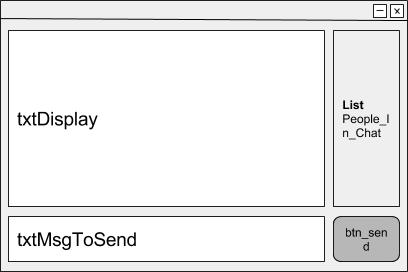 txtDisplay
List
People_I
n_Chat
txtMsgToSend
btn_sen
d